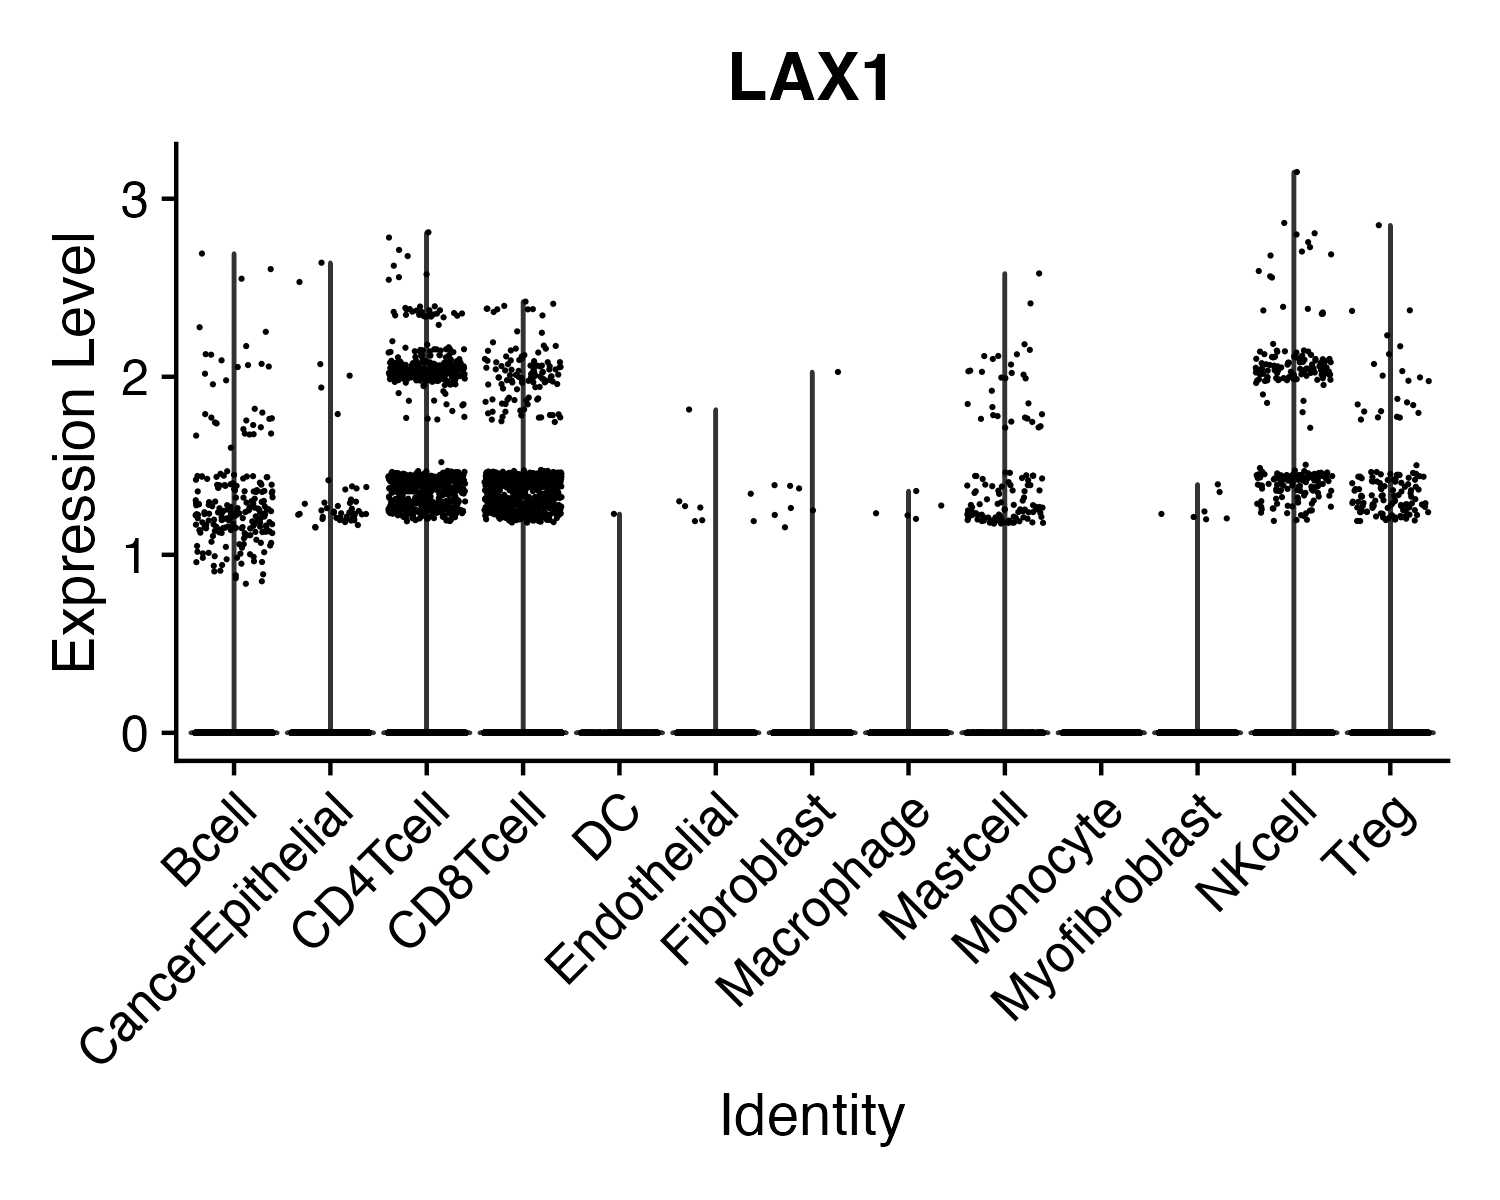 LAX1
Expression Level
3
2
1
0
Bcell
CancerEpithelial
CD4Tcell
CD8Tcell
DC
Endothelial
Fibroblast
Macrophage
Mastcell
Monocyte
Myofibroblast
NKcell
Treg
Identity